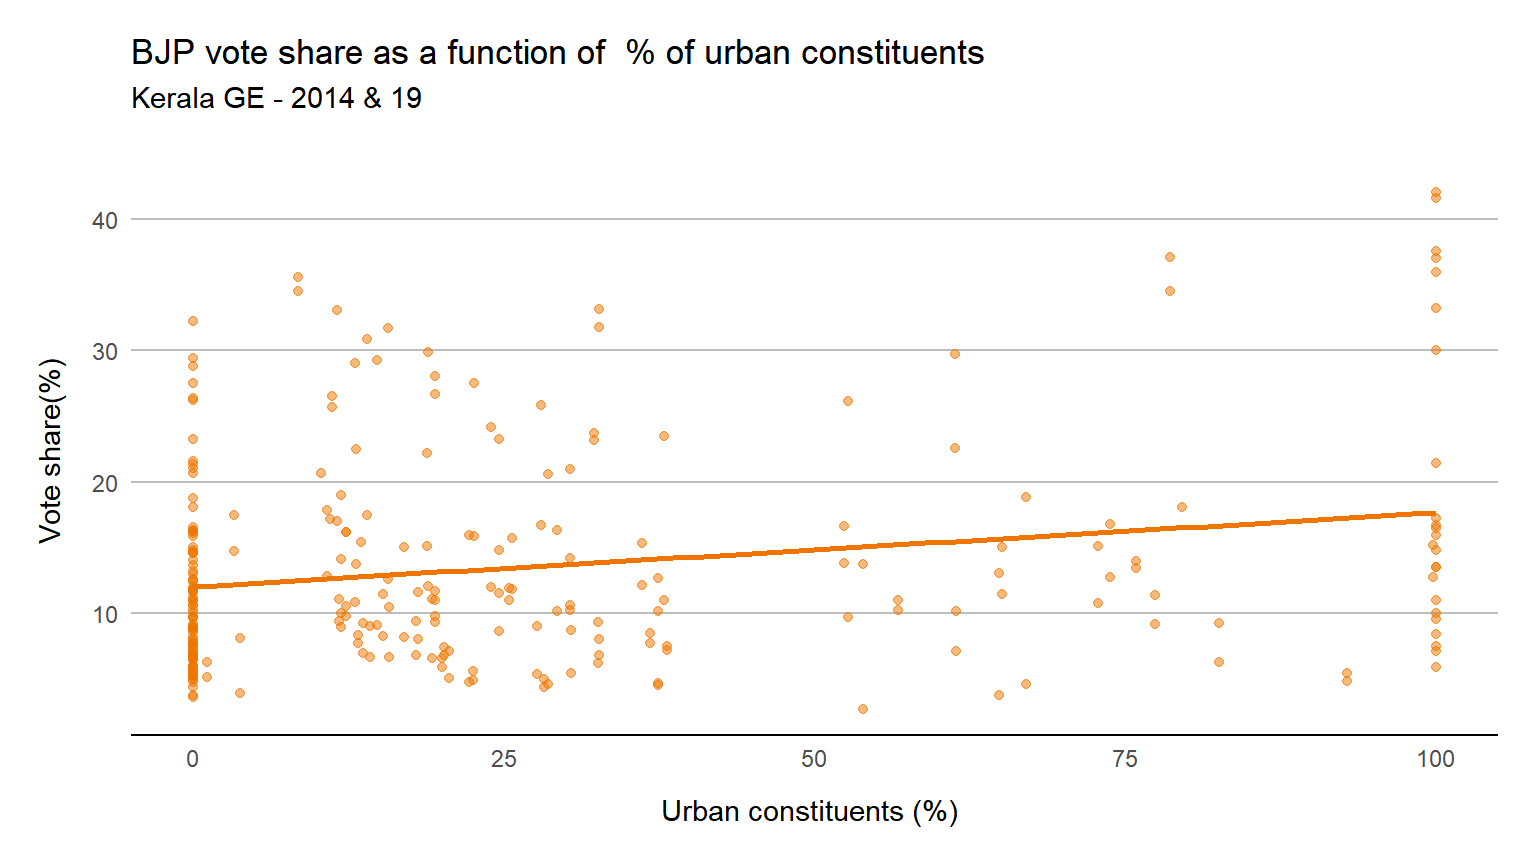 BJP vote share as a function of  % of urban constituents
Kerala GE - 2014 & 19
Vote share(%)
40
30
20
10
0
25
50
75
100
Urban constituents (%)